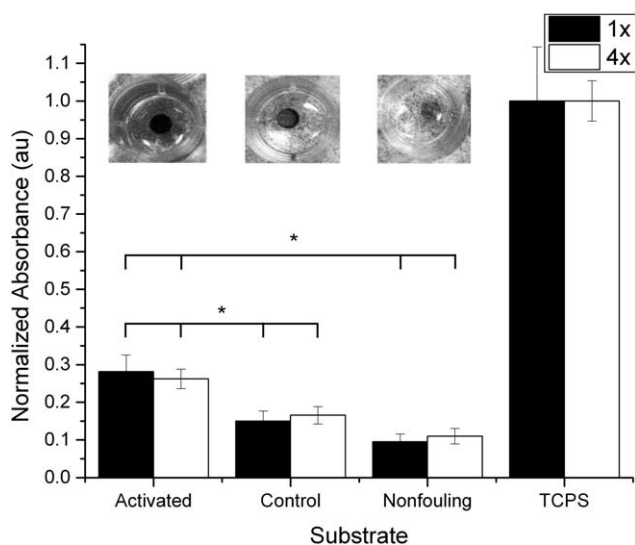 1x
4x
Normalized Absorbance (au)
1.1
1.0
0.9
0.8
0.7
0.6
0.5
0.4
0.3
0.2
0.1
0.0
*
*
Activated Control Nonfouling TCPS
Substrate